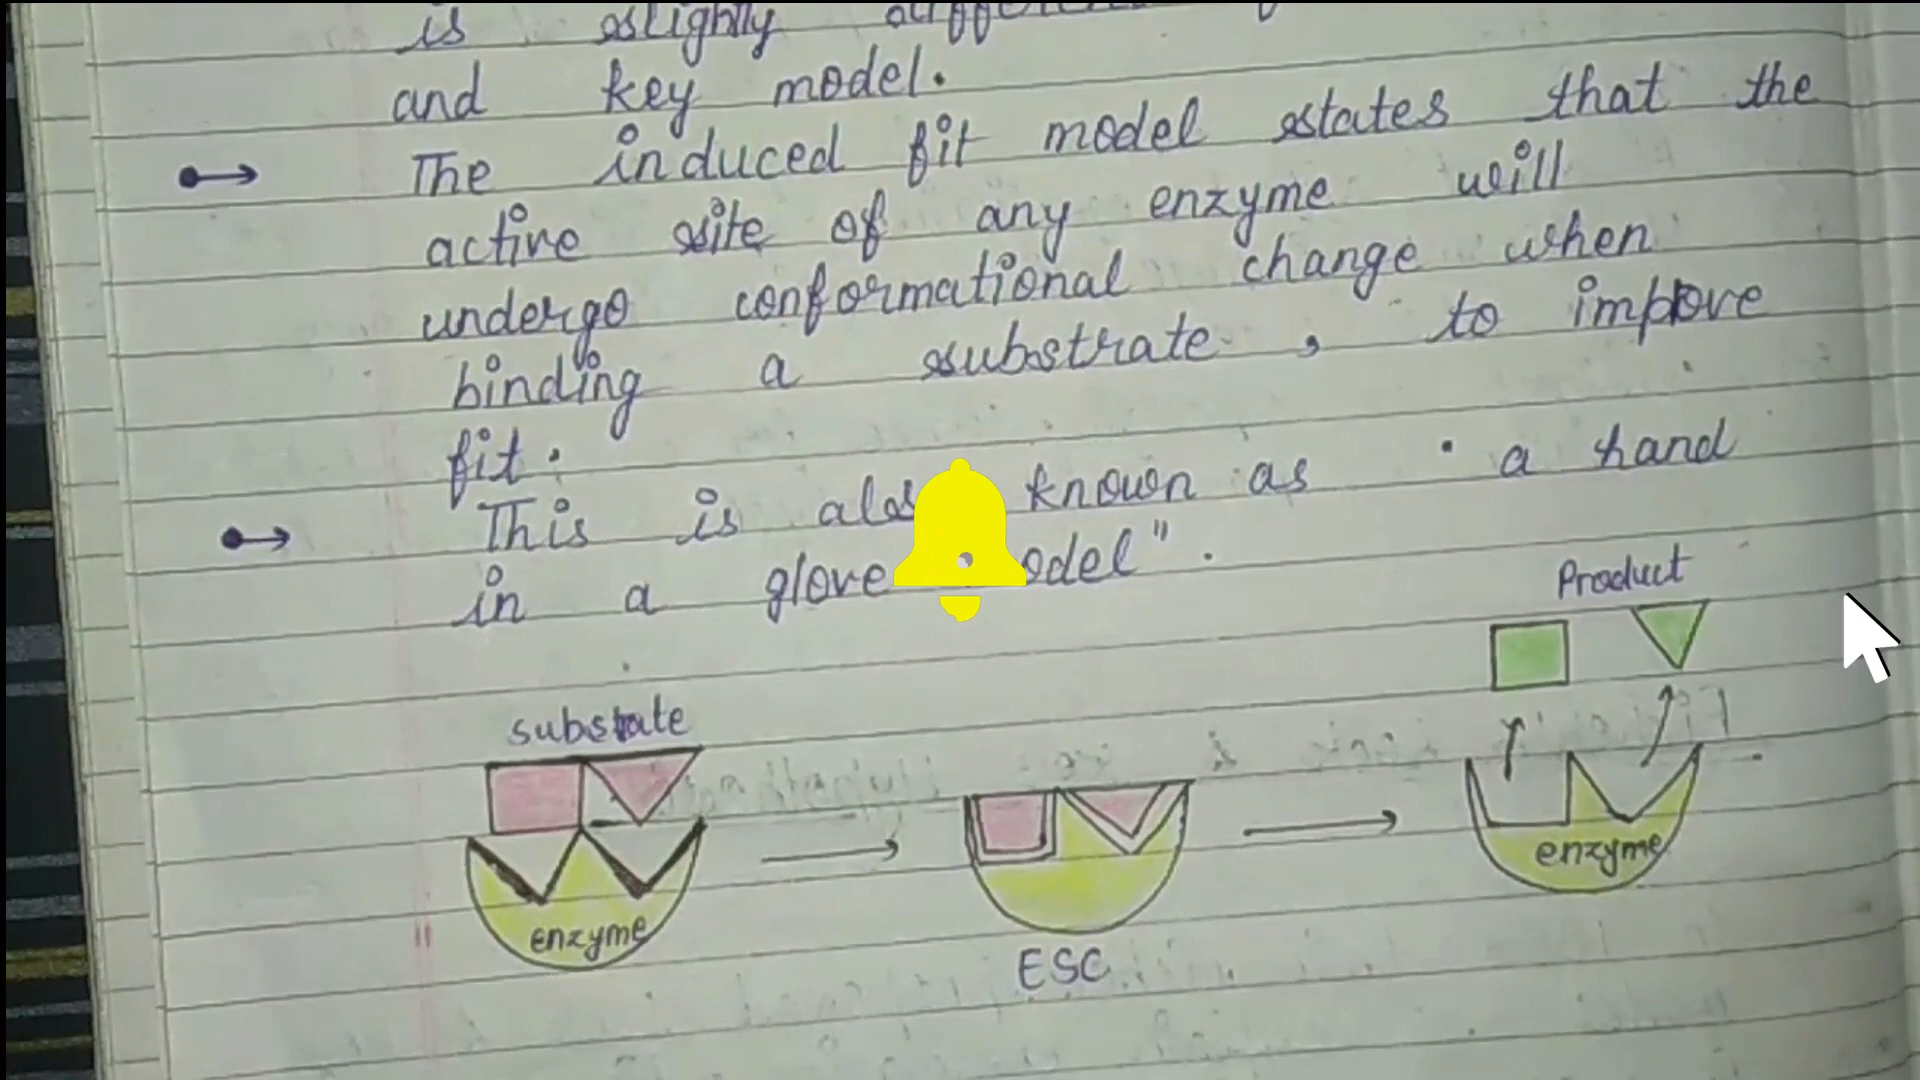 is slightly
and key model.
The induced fit model states that the
active site of any enzyme will
undergo conformational change when
binding a substrate, to improve
fit.
This is also known as " a hand
in a glove model".
Product
substrate
enzyme
ESC
enzyme